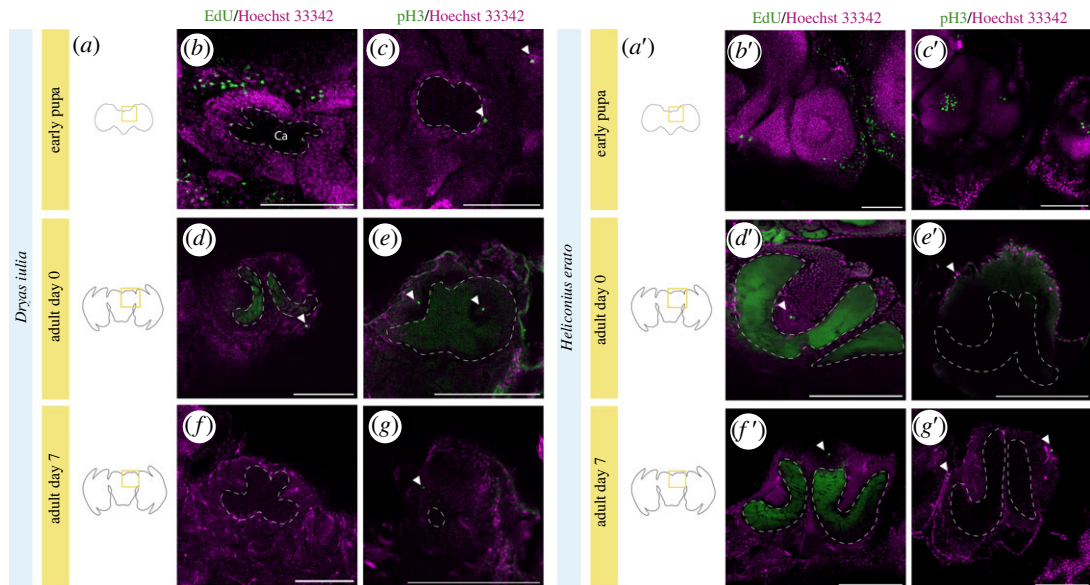 EdU/Hoechst 33342 pH3/Hoechst 33342 EdU/Hoechst 33342 pH3/Hoechst 33342
Dryas iulia
early pupa
(a)
(b)
Ca
(c)
adult day 0
(d)
(e)
adult day 7
(f)
(g)
Heliconius erato
early pupa
(a')
(b')
(c')
adult day 0
(d')
(e')
adult day 7
(f')
(g')